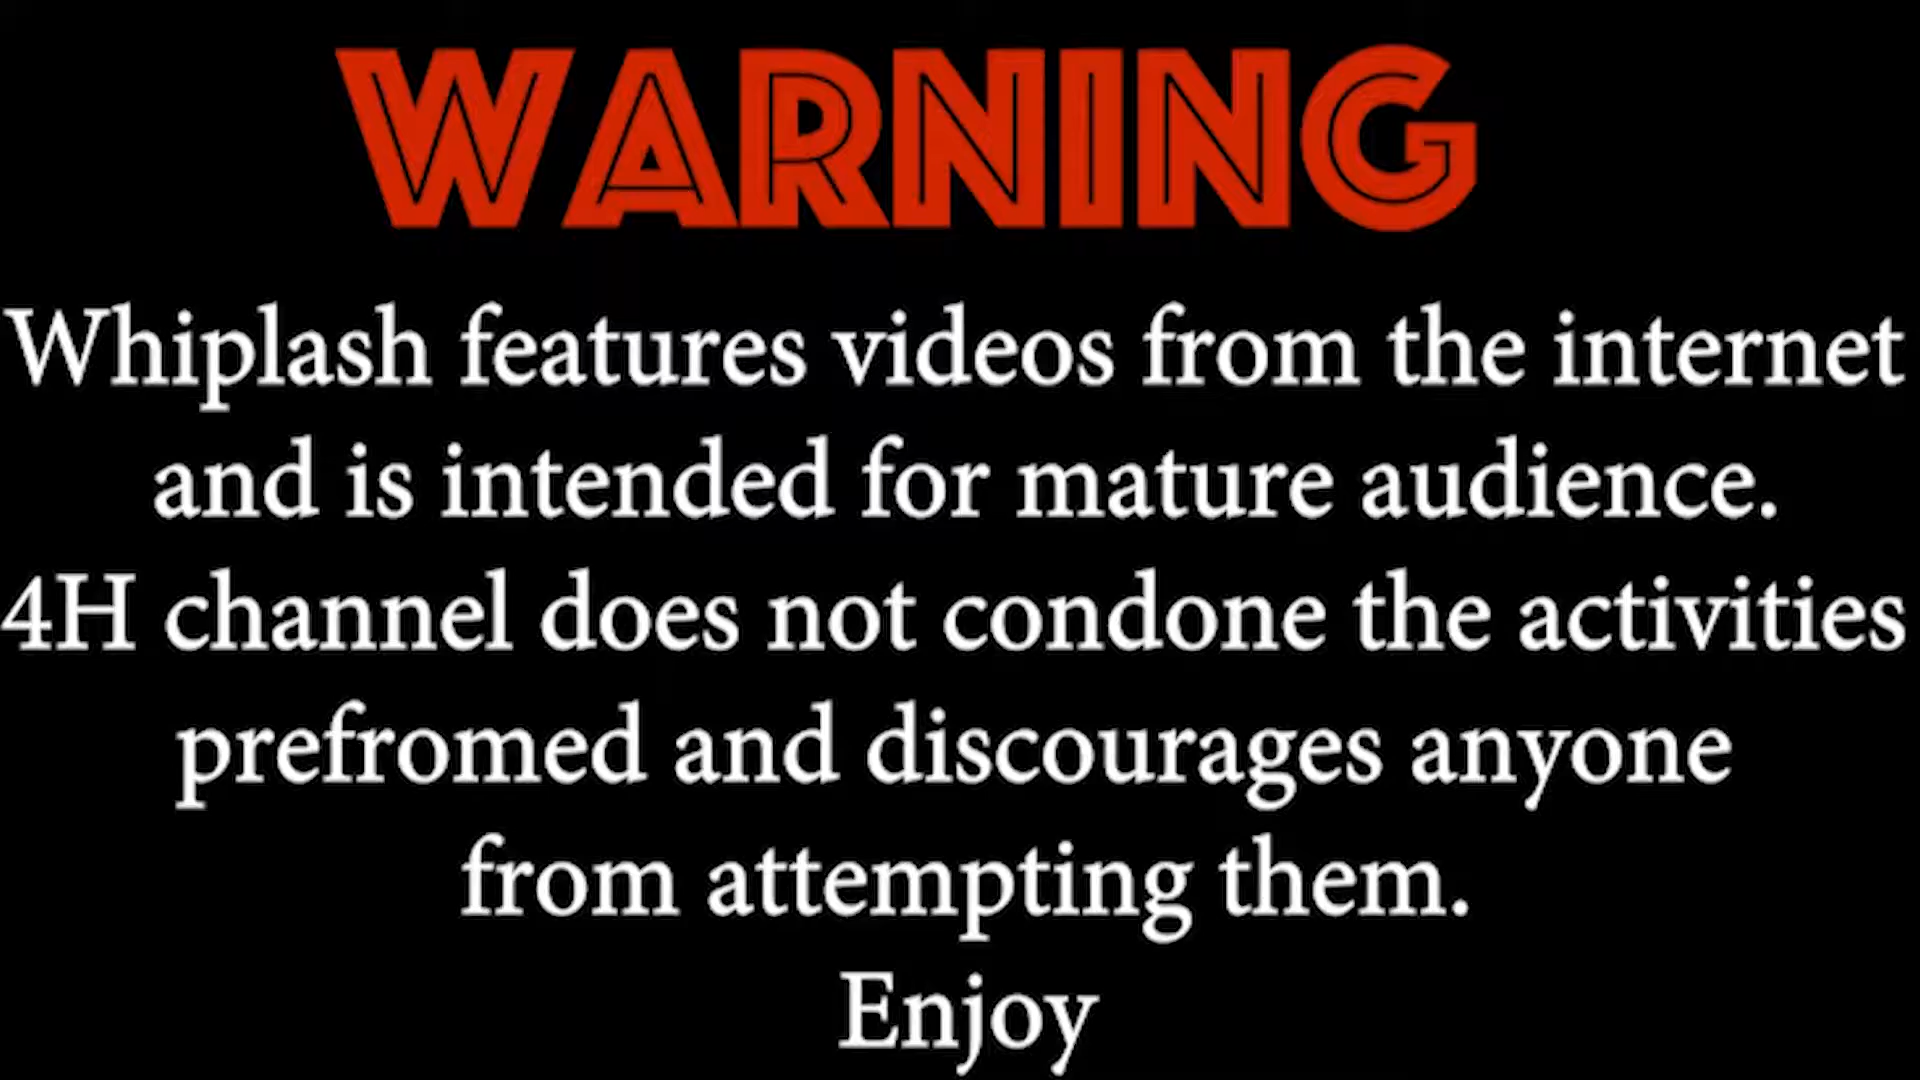 WARNING
Whiplash features videos from the internet
and is intended for mature audience.
4H channel does not condone the activities
prefromed and discourages anyone
from attempting them.
Enjoy